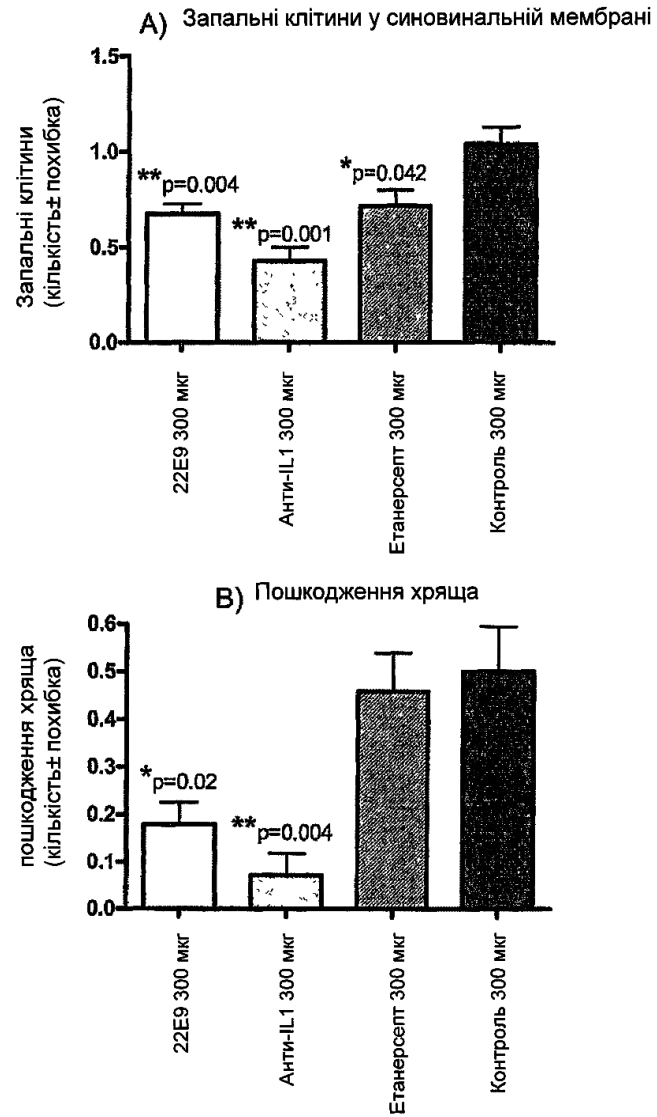 A) Запальні клітини у синовинальній мембрані
Запальні клітини
(кількість± похибка)
1.5
1.0
0.5
0.0
**p=0.004
**p=0.001
*p=0.042
22E9 300 мкг
Анти-IL1 300 мкг
Етанерсепт 300 мкг
Контроль 300 мкг
B) Пошкодження хряща
пошкодження хряща
(кількість± похибка)
0.6
0.5
0.4
0.3
0.2
0.1
0.0
*p=0.02
**p=0.004
22E9 300 мкг
Анти-IL1 300 мкг
Етанерсепт 300 мкг
Контроль 300 мкг